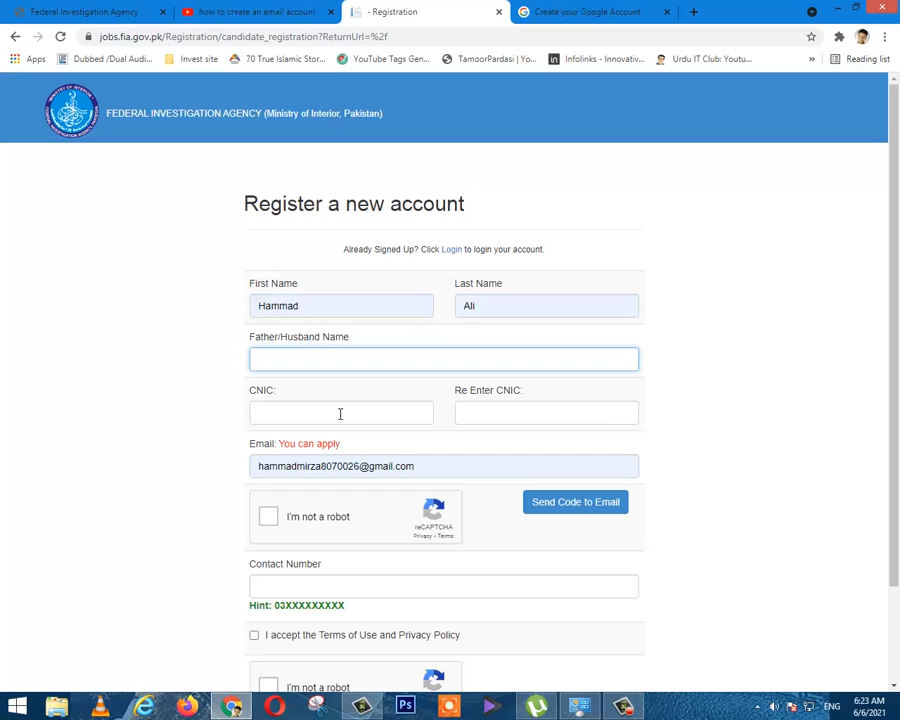 Federal Investigation Agency
how to create an email account
- Registration
Create your Google Account
jobs.fia.gov.pk/Registration/candidate_registration?ReturnUrl=%2f
Apps
Dubbed /Dual Audi...
Invest site
70 True Islamic Stor...
YouTube Tags Gen...
TamoorPardasi | Yo...
Infolinks - Innovativ...
Urdu IT Club: Youtu...
»
Reading list
FEDERAL INVESTIGATION AGENCY (Ministry of Interior, Pakistan)
Register a new account
Already Signed Up? Click Login to login your account.
First Name
Last Name
Hammad
Ali
Father/Husband Name
CNIC:
Re Enter CNIC:
Email: You can apply
hammadmirza8070026@gmail.com
I'm not a robot
reCAPTCHA
Privacy - Terms
Send Code to Email
Contact Number
Hint: 03XXXXXXXXX
I accept the Terms of Use and Privacy Policy
I'm not a robot
Ps
ENG
6:23 AM
6/6/2021